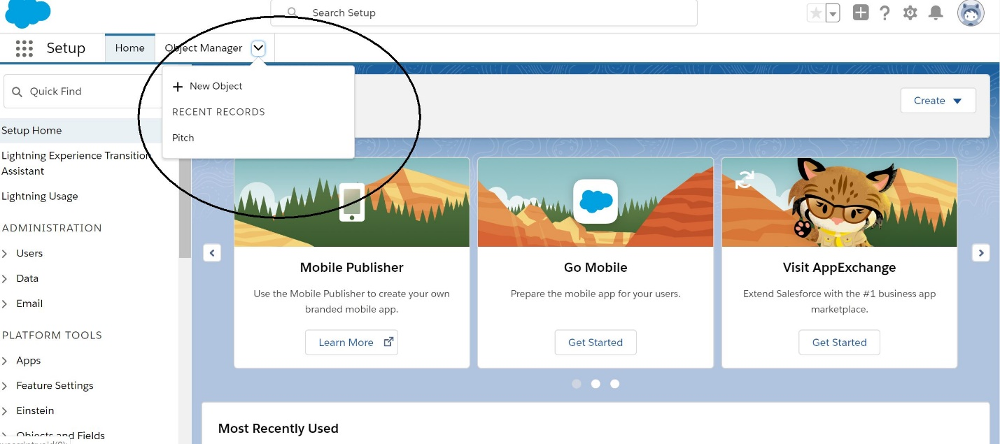 Search Setup
Setup
Home
Object Manager
New Object
RECENT RECORDS
Pitch
Quick Find
Create
Setup Home
Lightning Experience Transition
Assistant
Lightning Usage
ADMINISTRATION
Users
Data
Email
PLATFORM TOOLS
Apps
Feature Settings
Einstein
Objects and Fields
Mobile Publisher
Use the Mobile Publisher to create your own
branded mobile app.
Learn More
Go Mobile
Prepare the mobile app for your users.
Get Started
Visit AppExchange
Extend Salesforce with the #1 business app
marketplace.
Get Started
Most Recently Used